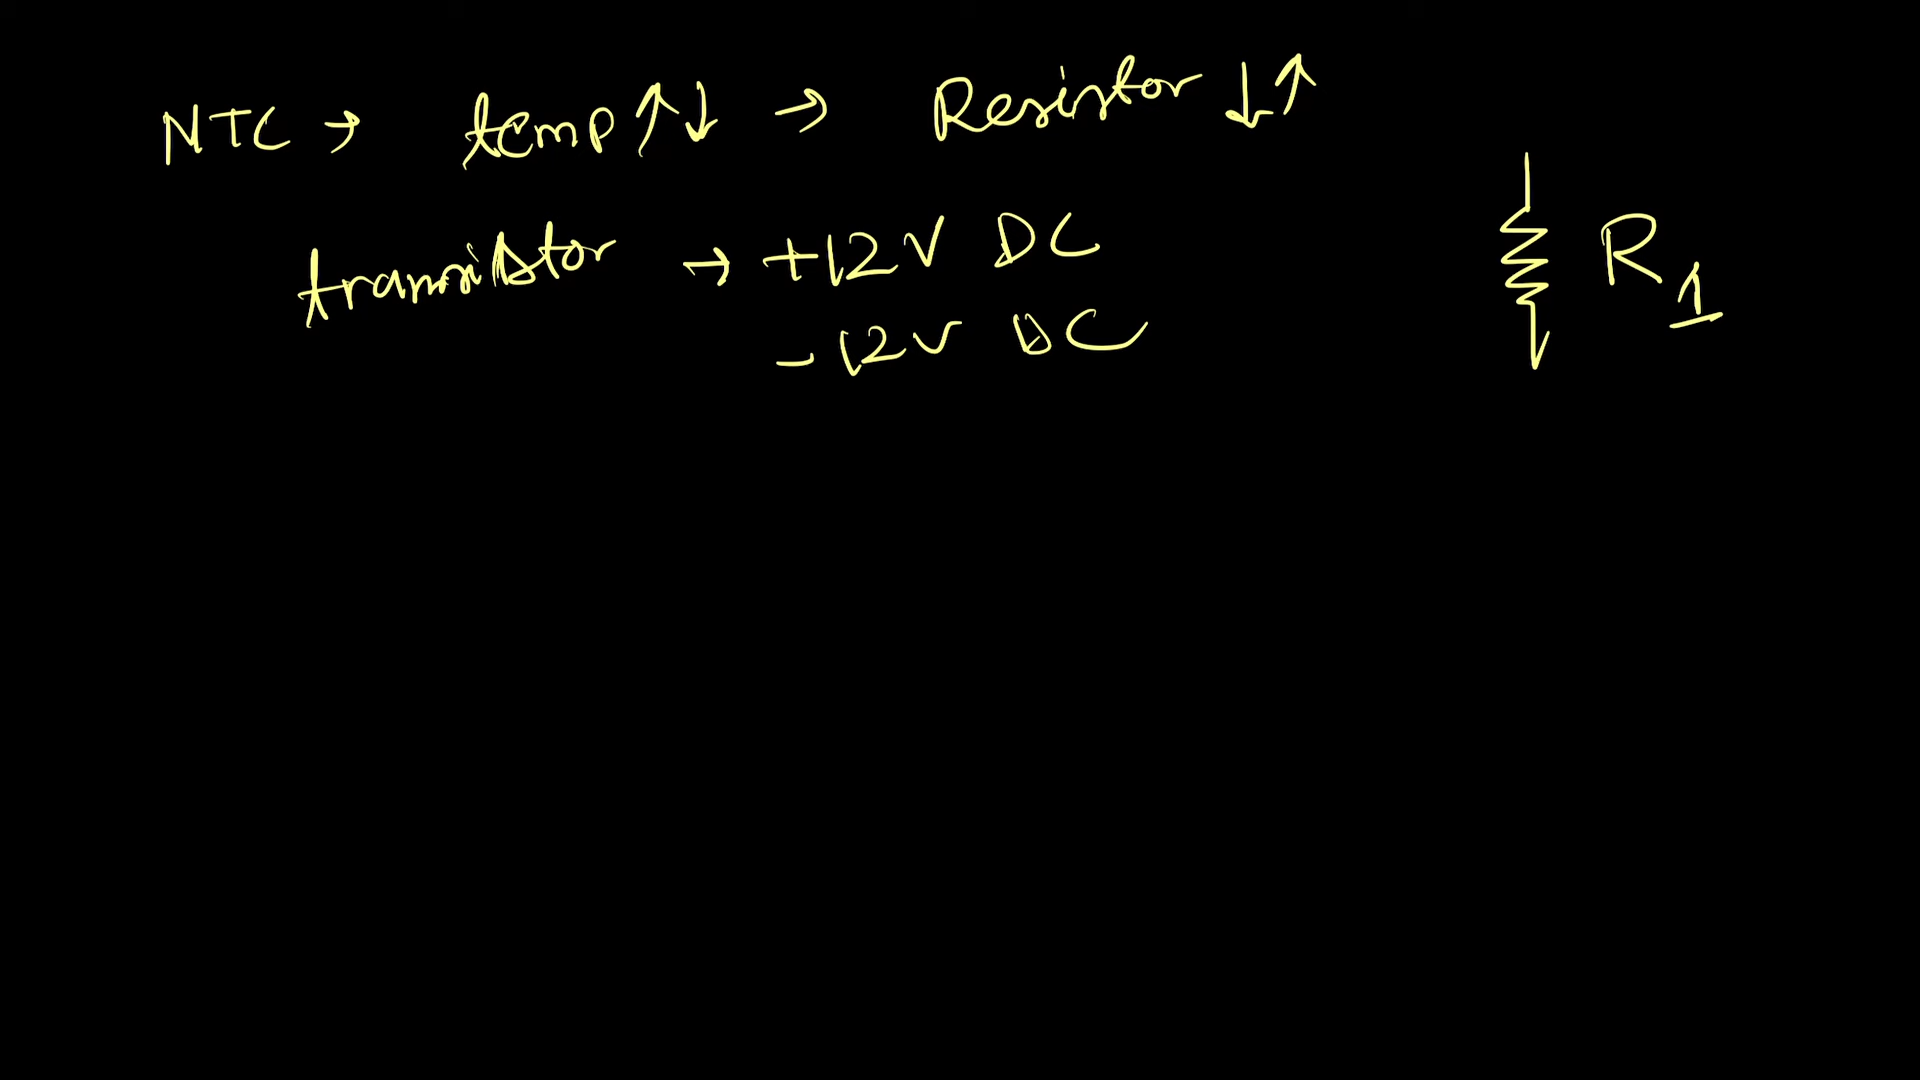 NTC → temp ↑↓ → Resistor ↓↑
transistor → +12V DC
-12V DC
R1